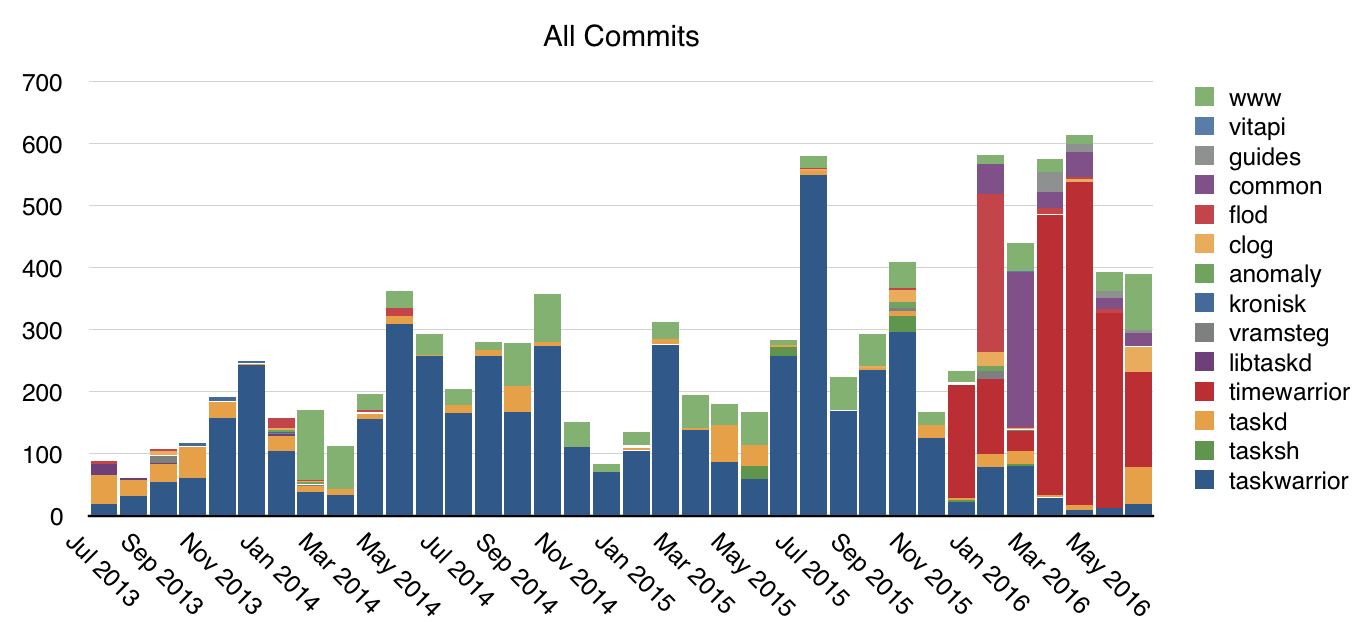 All Commits
700
600
500
400
300
200
100
0
Jul 2013
Sep 2013
Nov 2013
Jan 2014
Mar 2014
May 2014
Jul 2014
Sep 2014
Nov 2014
Jan 2015
Mar 2015
May 2015
Jul 2015
Sep 2015
Nov 2015
Jan 2016
Mar 2016
May 2016
www
vitapi
guides
common
flod
clog
anomaly
kronisk
vramsteg
libtaskd
timewarrior
taskd
tasksh
taskwarrior